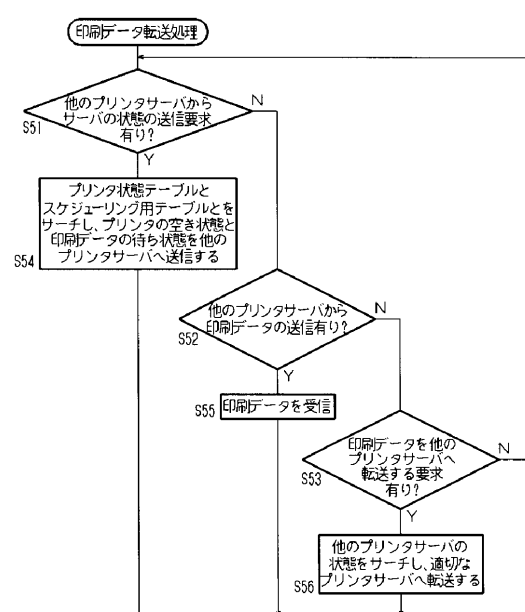 印刷データ転送処理
他のプリンタサーバから
サーバの状態の送信要求
有り?
S51
N
Y
プリンタ状態テーブルと
スケジューリング用テーブルとを
サーチし、プリンタの空き状態と
印刷データの待ち状態を他の
プリンタサーバへ送信する
S54
他のプリンタサーバから
印刷データの送信有り?
S52
N
Y
S55
印刷データを受信
印刷データを他の
プリンタサーバへ
転送する要求
有り?
S53
N
Y
他のプリンタサーバの
状態をサーチし、適切な
プリンタサーバへ転送する
S56